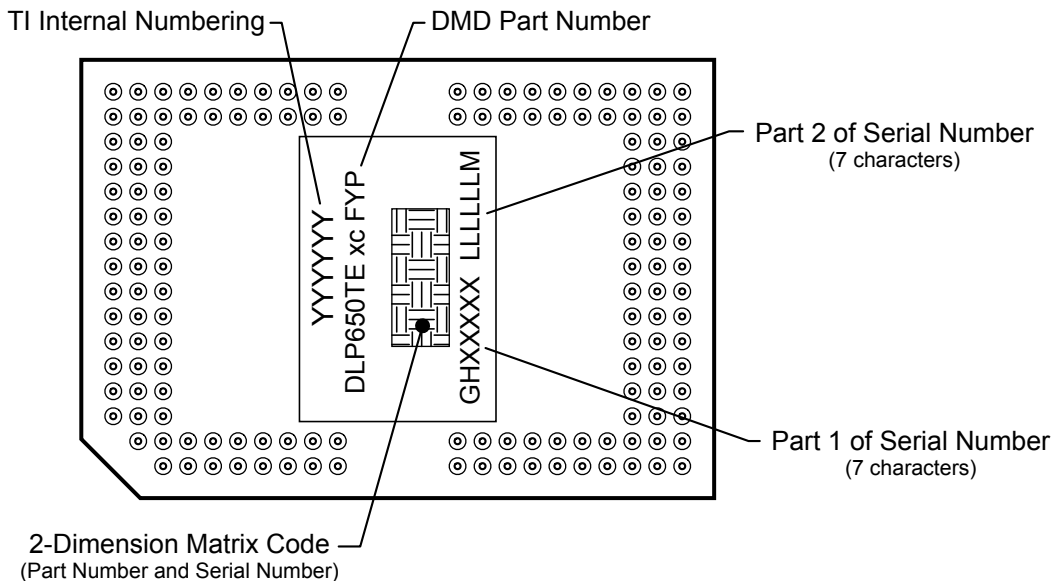 TI Internal Numbering
DMD Part Number
Part 2 of Serial Number
(7 characters)
YYYYYYY
DLP650TE xc FYP
GHXXXXX LLLLLLM
Part 1 of Serial Number
(7 characters)
2-Dimension Matrix Code
(Part Number and Serial Number)